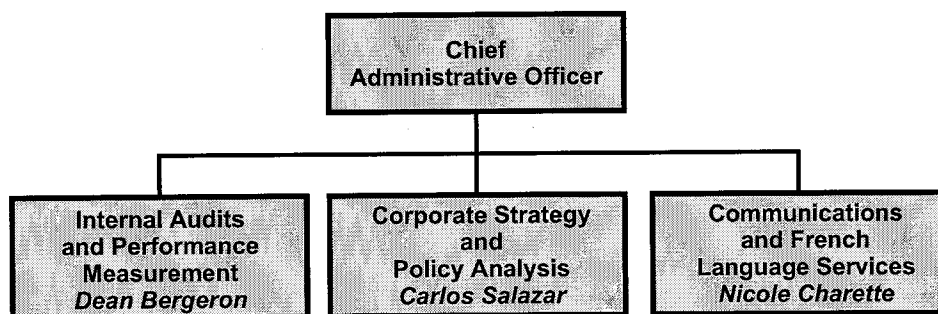 Chief
Administrative Officer
Internal Audits
and Performance
Measurement
Dean Bergeron
Corporate Strategy
and
Policy Analysis
Carlos Salazar
Communications
and French
Language Services
Nicole Charette